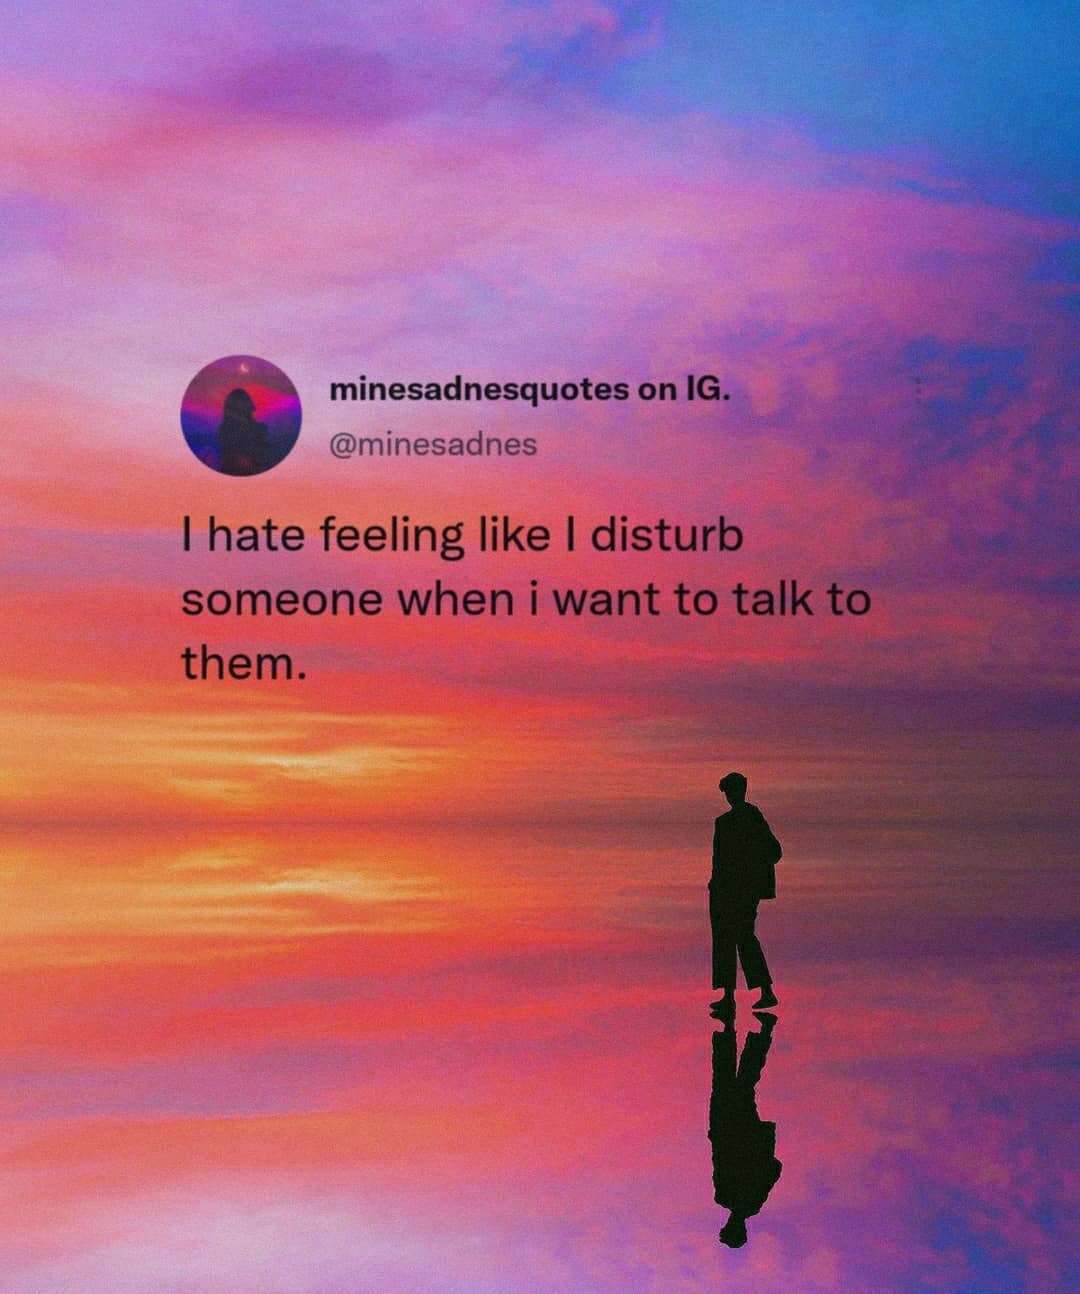 minesadnesquotes on IG.
@minesadnes
I hate feeling like I disturb
someone when i want to talk to
them.